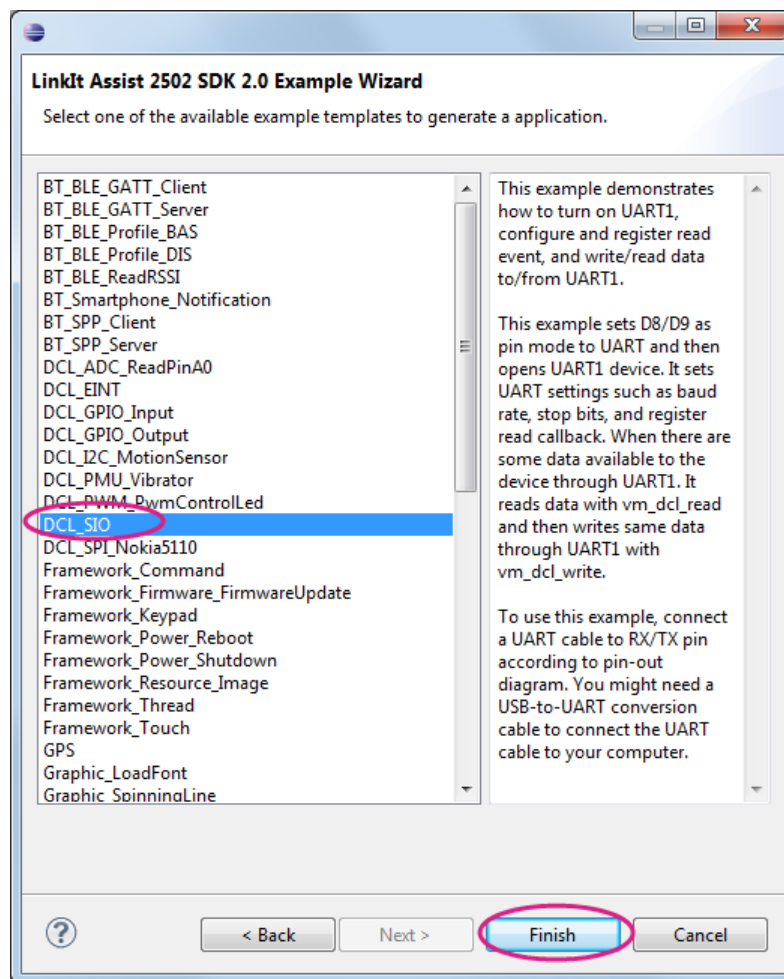 LinkIt Assist 2502 SDK 2.0 Example Wizard
Select one of the available example templates to generate a application.
BT_BLE_GATT_Client
BT_BLE_GATT_Server
BT_BLE_Profile_BAS
BT_BLE_Profile_DIS
BT_BLE_ReadRSSI
BT_Smartphone_Notification
BT_SPP_Client
BT_SPP_Server
DCL_ADC_ReadPinA0
DCL_EINT
DCL_GPIO_Input
DCL_GPIO_Output
DCL_I2C_MotionSensor
DCL_PMU_Vibrator
DCL_PWM_PwmControlLed
DCL_SIO
DCL_SPI_Nokia5110
Framework_Command
Framework_Firmware_FirmwareUpdate
Framework_Keypad
Framework_Power_Reboot
Framework_Power_Shutdown
Framework_Resource_Image
Framework_Thread
Framework_Touch
GPS
Graphic_LoadFont
Graphic_SpinningLine
This example demonstrates
how to turn on UART1,
configure and register read
event, and write/read data
to/from UART1.
This example sets D8/D9 as
pin mode to UART and then
opens UART1 device. It sets
UART settings such as baud
rate, stop bits, and register
read callback. When there are
some data available to the
device through UART1. It
reads data with vm_dcl_read
and then writes same data
through UART1 with
vm_dcl_write.
To use this example, connect
a UART cable to RX/TX pin
according to pin-out
diagram. You might need a
USB-to-UART conversion
cable to connect the UART
cable to your computer.
?
< Back
Next >
Finish
Cancel